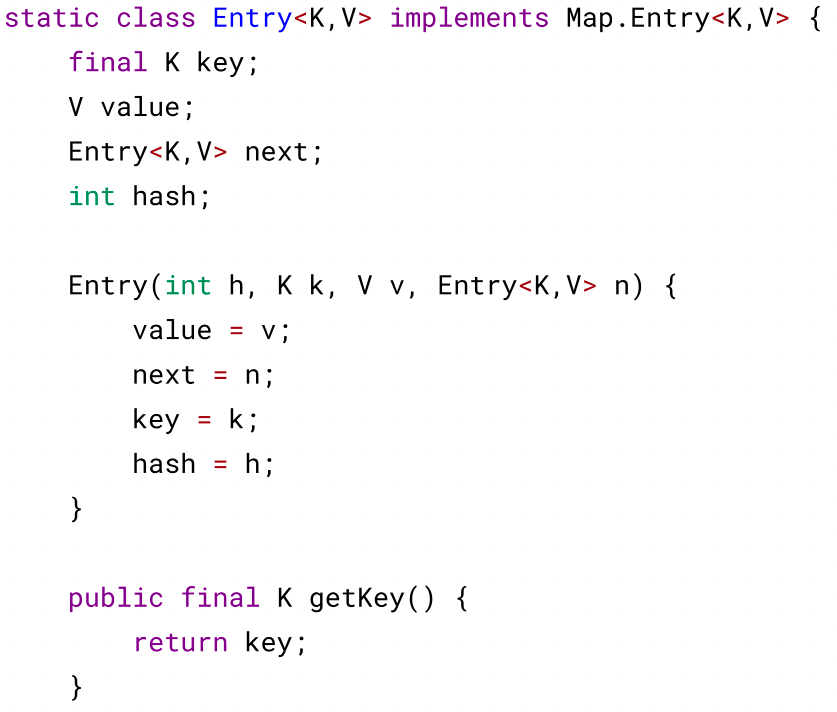 static class Entry<K,V> implements Map.Entry<K,V> {
    final K key;
    V value;
    Entry<K,V> next;
    int hash;

    Entry(int h, K k, V v, Entry<K,V> n) {
        value = v;
        next = n;
        key = k;
        hash = h;
    }

    public final K getKey() {
        return key;
    }